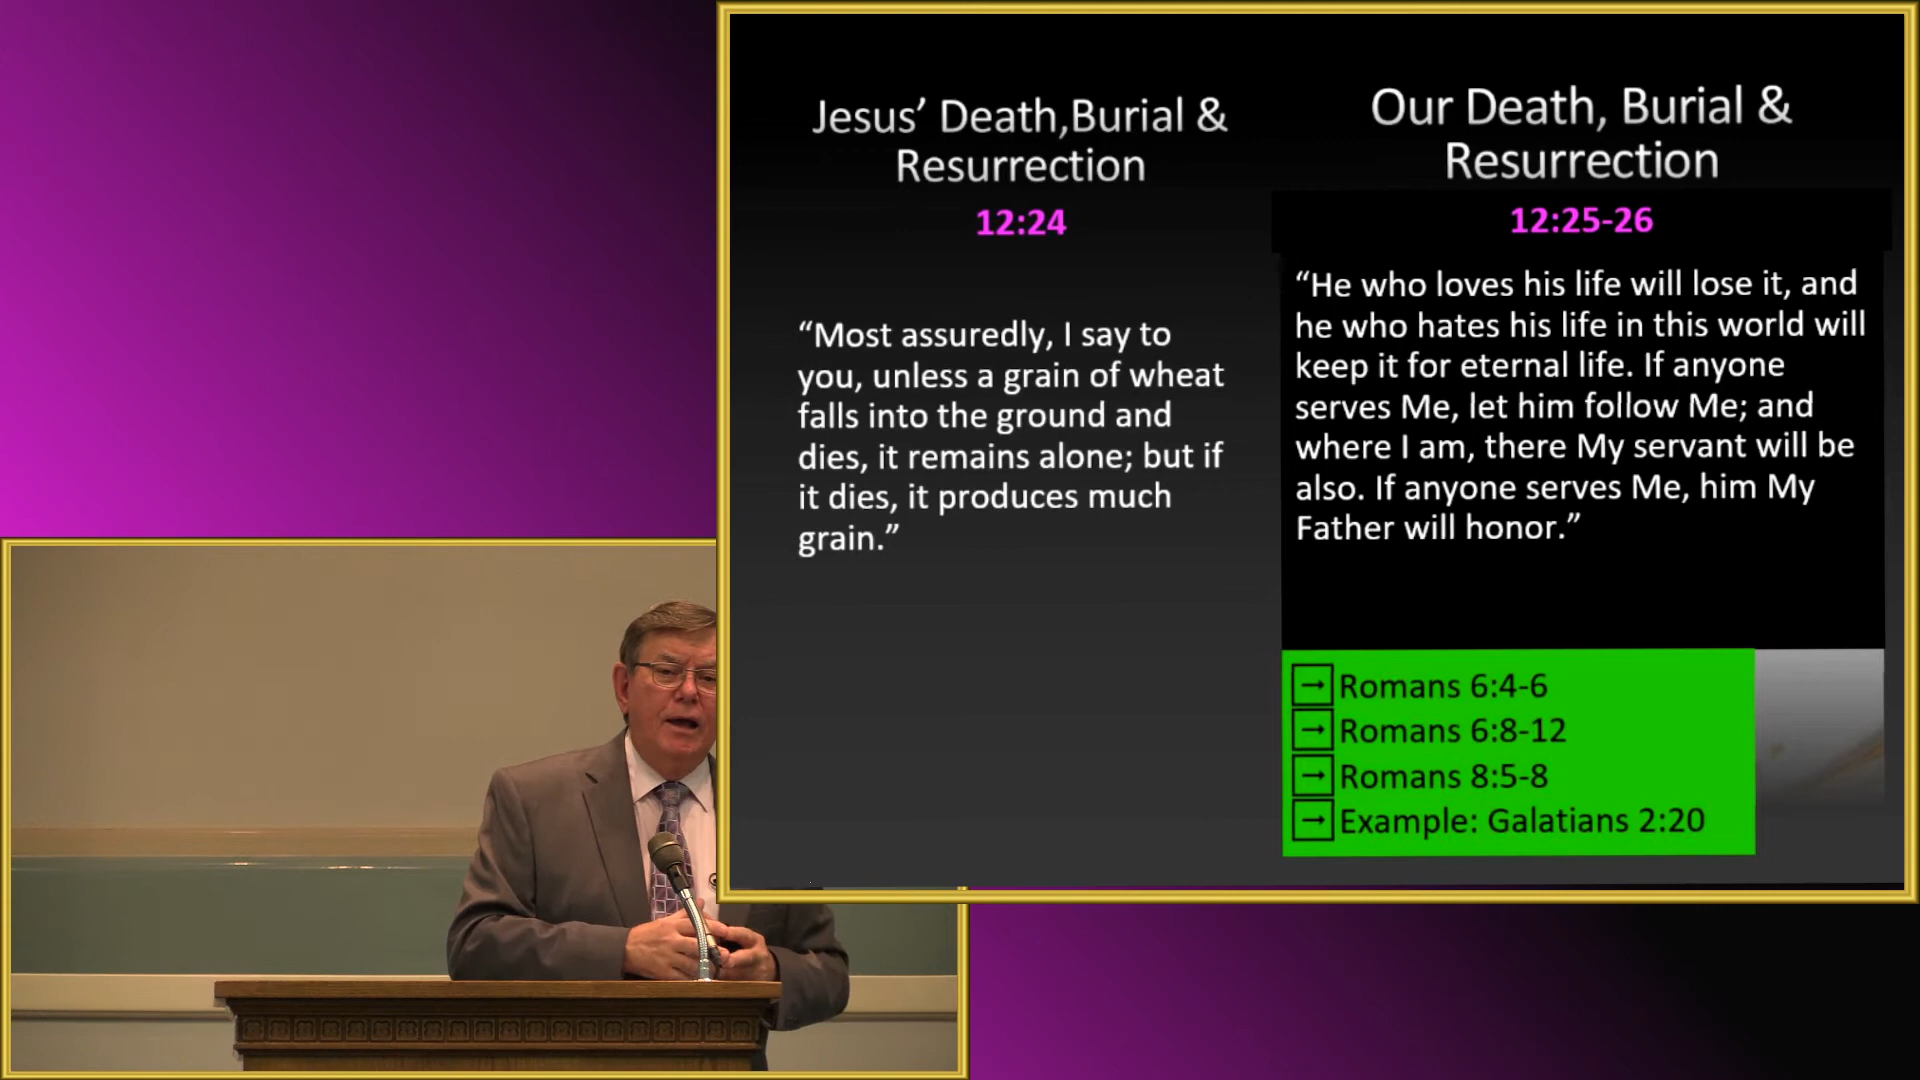 Jesus’ Death,Burial &
Resurrection
12:24
“Most assuredly, I say to
you, unless a grain of wheat
falls into the ground and
dies, it remains alone; but if
it dies, it produces much
grain.”
Our Death, Burial &
Resurrection
12:25-26
“He who loves his life will lose it, and
he who hates his life in this world will
keep it for eternal life. If anyone
serves Me, let him follow Me; and
where I am, there My servant will be
also. If anyone serves Me, him My
Father will honor.”
→ Romans 6:4-6
→ Romans 6:8-12
→ Romans 8:5-8
→ Example: Galatians 2:20